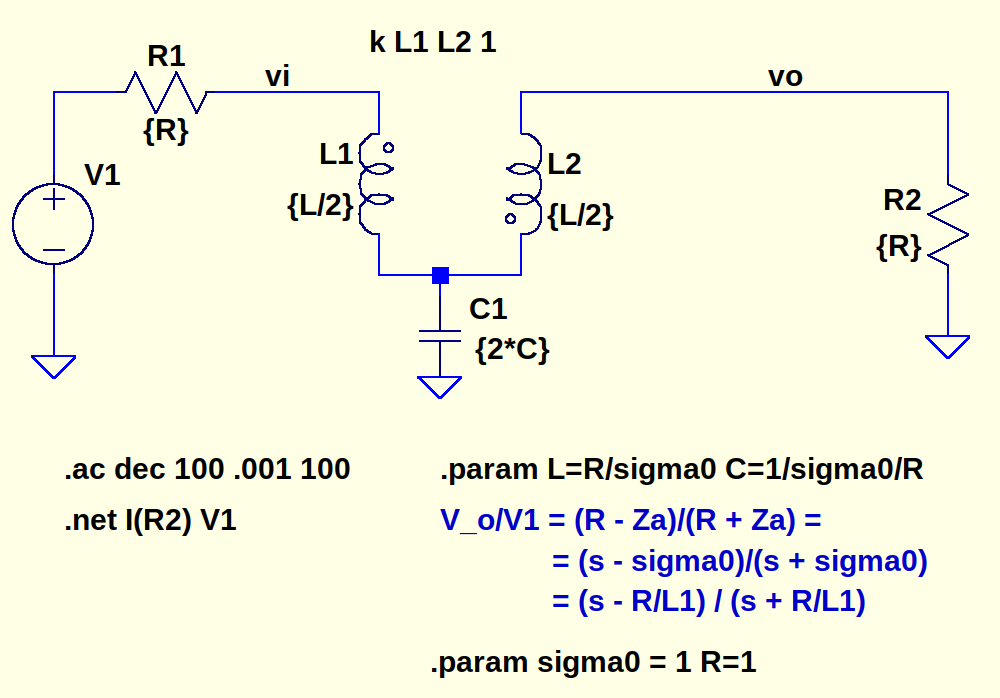 k L1 L2 1
R1
vi
vo
{R}
L1
L2
V1
{L/2}
{L/2}
R2
{R}
C1
{2*C}
.ac dec 100 .001 100
.param L=R/sigma0 C=1/sigma0/R
.net I(R2) V1
V_o/V1 = (R - Za)/(R + Za) =
= (s - sigma0)/(s + sigma0)
= (s - R/L1) / (s + R/L1)
.param sigma0 = 1 R=1